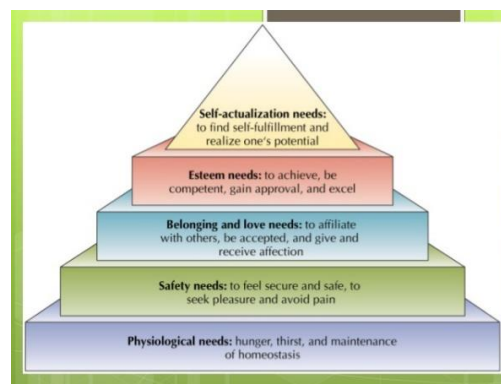 Self-actualization needs:
to find self-fulfillment and
realize one's potential
Esteem needs: to achieve, be
competent, gain approval, and excel
Belonging and love needs: to affiliate
with others, be accepted, and give and
receive affection
Safety needs: to feel secure and safe, to
seek pleasure and avoid pain
Physiological needs: hunger, thirst, and maintenance
of homeostasis